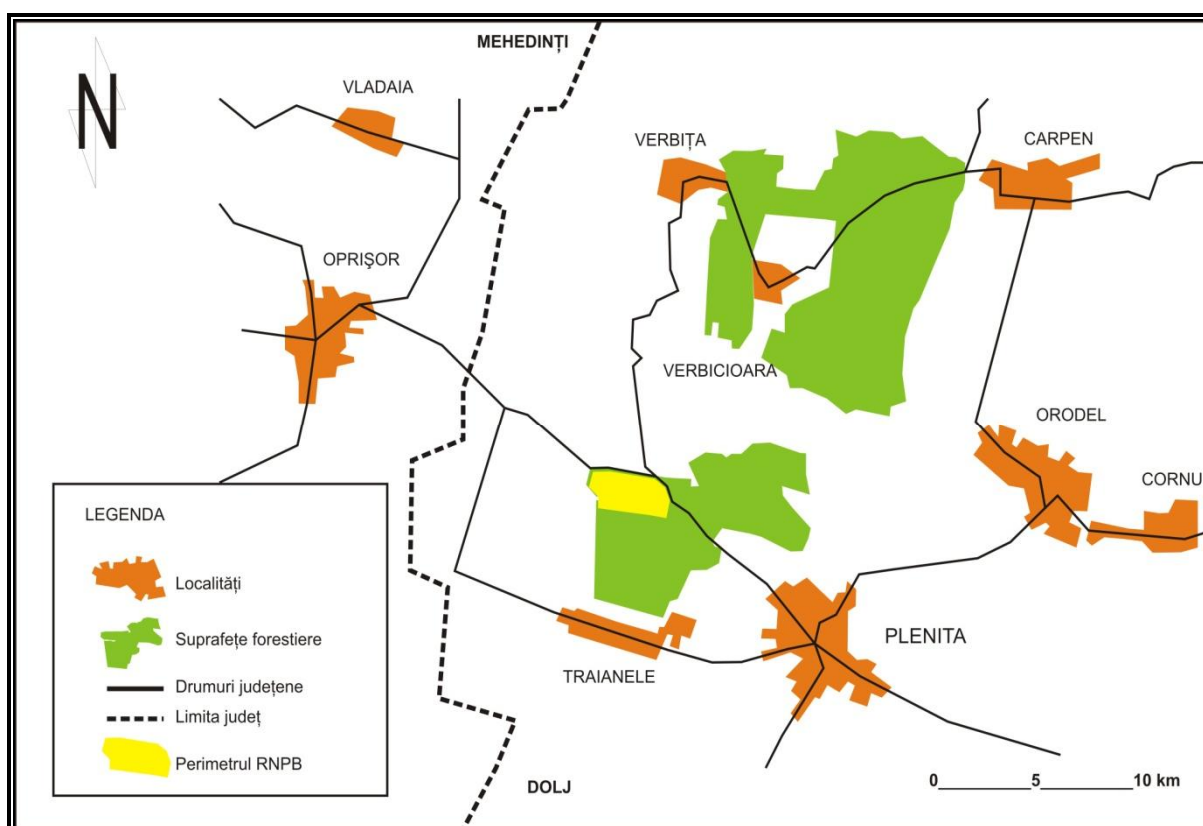 MEHEDINȚI
N
VLADAIA
VERBIȚA
CARPEN
OPRIŞOR
VERBICIOARA
ORODEL
CORNU
LEGENDA
Localități
Suprafețe forestiere
Drumuri județene
Limita județ
Perimetrul RNPB
PLENITA
TRAIANELE
DOLJ
0 5 10 km